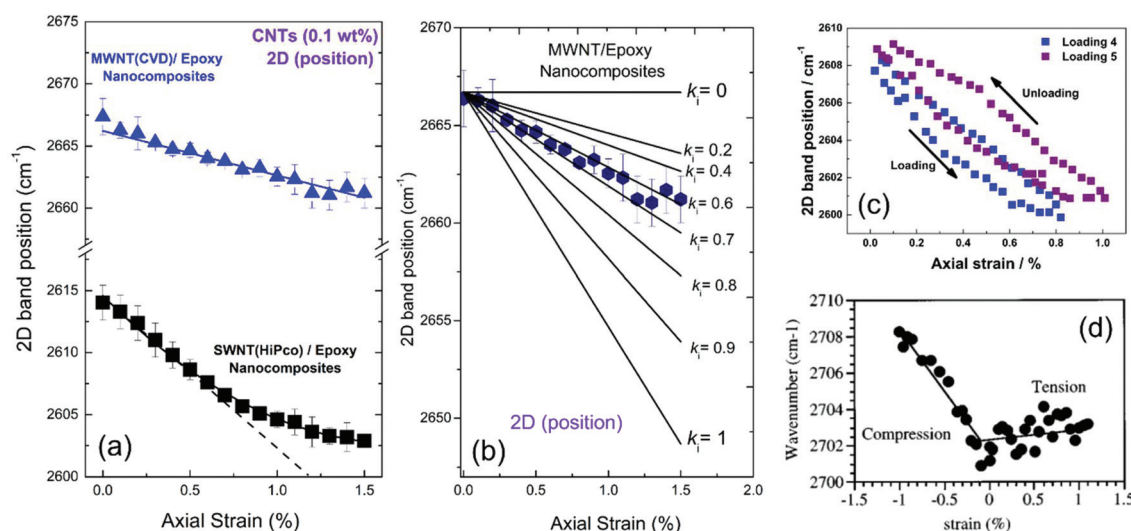 2675
2670
2665
2660
2615
2610
2605
2600
2D band position (cm⁻¹)
CNTs (0.1 wt%)
2D (position)
MWNT(CVD)/ Epoxy
Nanocomposites
SWNT(HiPco) / Epoxy
Nanocomposites
(a)
0.0 0.5 1.0 1.5
Axial Strain (%)
2670
2665
2660
2655
2650
2D band position (cm⁻¹)
MWNT/Epoxy
Nanocomposites
kᵢ= 0
kᵢ= 0.2
kᵢ= 0.4
kᵢ= 0.6
kᵢ= 0.7
kᵢ= 0.8
kᵢ= 0.9
kᵢ= 1
(b)
2D (position)
0.0 0.5 1.0 1.5 2.0
Axial Strain (%)
2610
2608
2606
2604
2602
2600
2D band position / cm⁻¹
Loading 4
Loading 5
Unloading
Loading
(c)
0.0 0.2 0.4 0.6 0.8 1.0
Axial strain / %
2710
2708
2706
2704
2702
2700
Wavenumber (cm-1)
(d)
Tension
Compression
-1.5 -1 -0.5 0 0.5 1 1.5
strain (%)